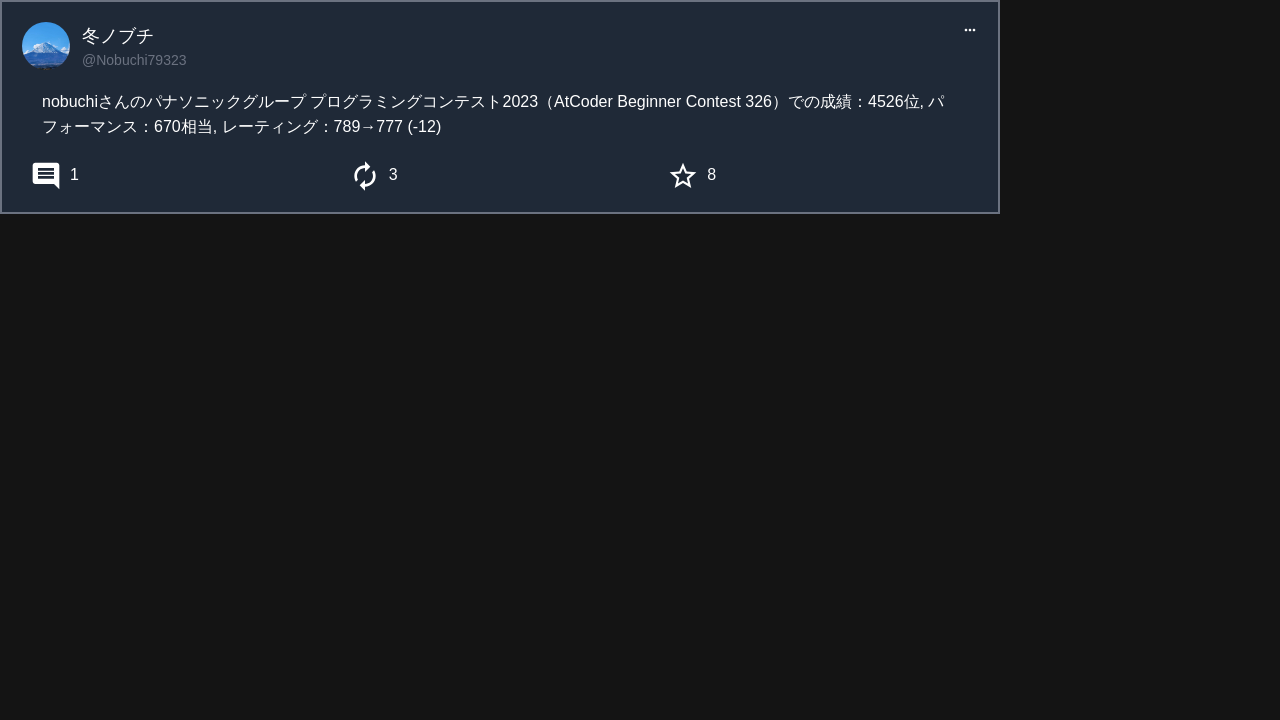 冬ノブチ
@Nobuchi79323
nobuchiさんのパナソニックグループ プログラミングコンテスト2023（AtCoder Beginner Contest 326）での成績：4526位, パ
フォーマンス：670相当, レーティング：789→777 (-12)
1 3 8